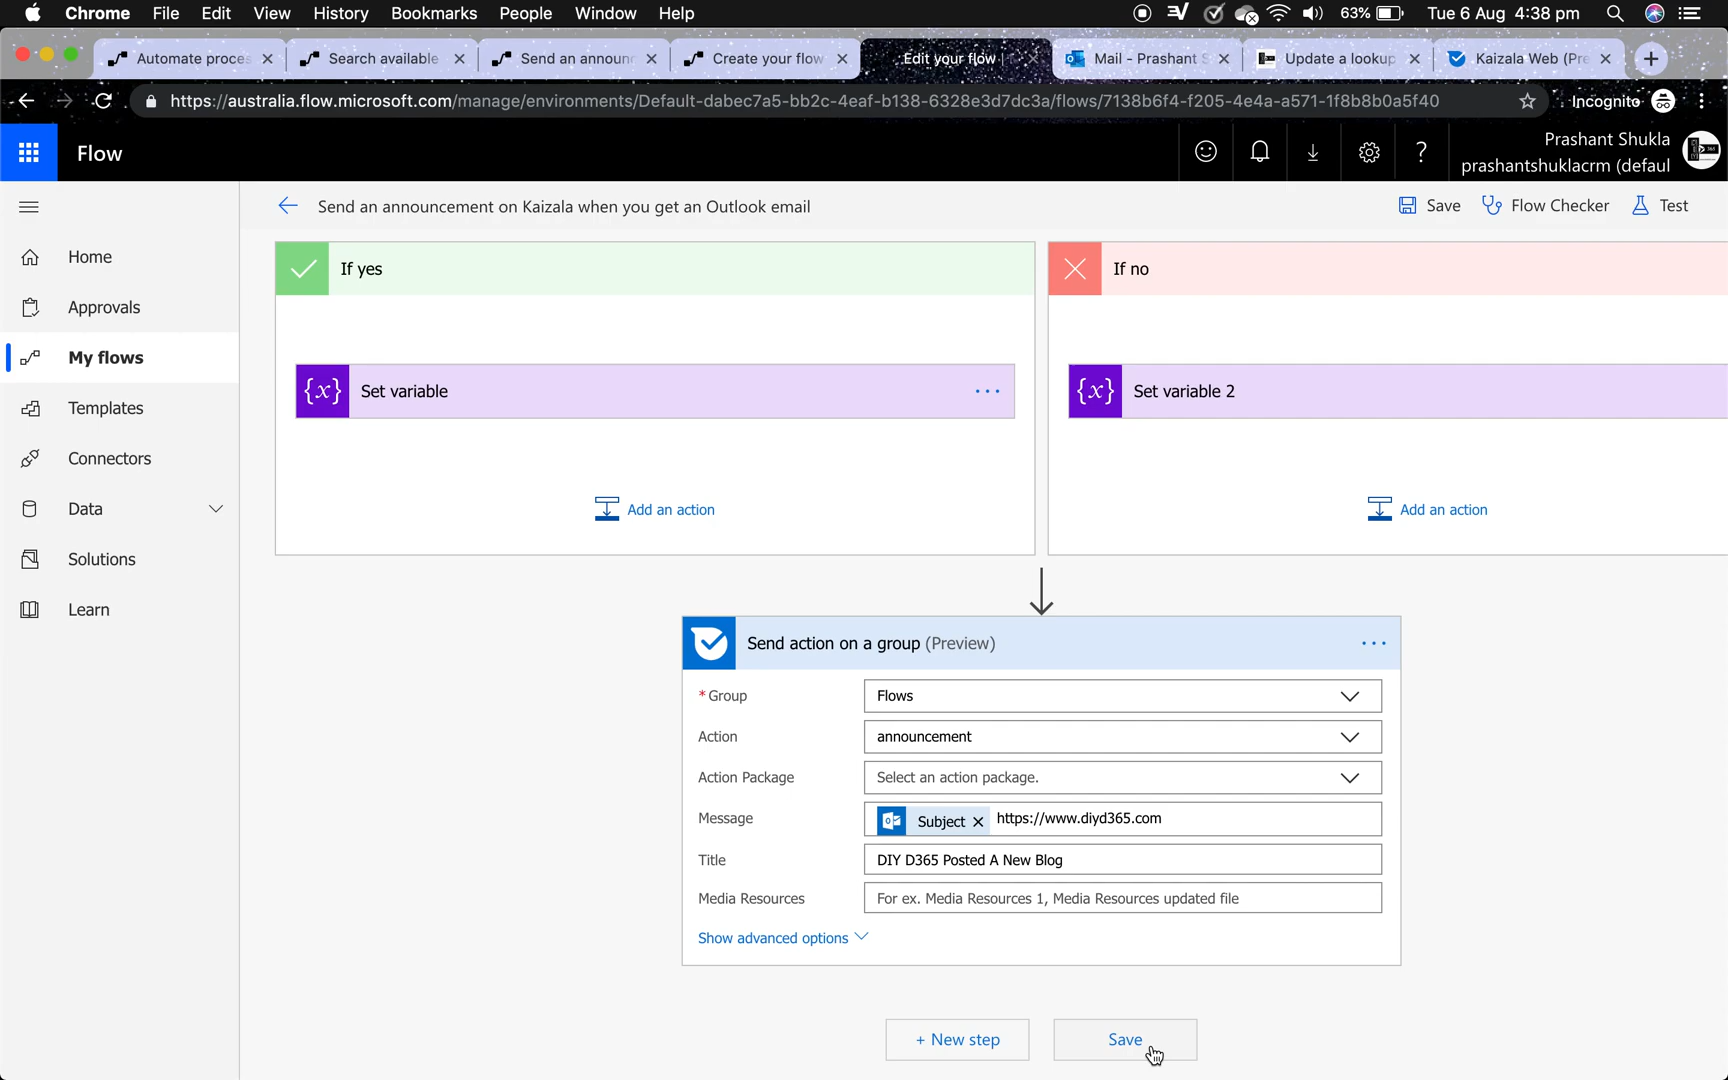 Chrome File Edit View History Bookmarks People Window Help 63% Tue 6 Aug 4:38 pm
Automate proces Search available Send an announ Create your flow Edit your flow Mail - Prashant S Update a lookup Kaizala Web (Pre
https://australia.flow.microsoft.com/manage/environments/Default-dabec7a5-bb2c-4eaf-b138-6328e3d7dc3a/flows/7138b6f4-f205-4e4a-a571-1f8b8b0a5f40 Incognito
Flow ? Prashant Shukla
prashantshuklacrm (defaul
Send an announcement on Kaizala when you get an Outlook email Save Flow Checker Test
Home
Approvals
My flows
Templates
Connectors
Data
Solutions
Learn
If yes If no
{x} Set variable ... {x} Set variable 2
Add an action Add an action
Send action on a group (Preview) ...
* Group Flows
Action announcement
Action Package Select an action package.
Message Subject × https://www.diyd365.com
Title DIY D365 Posted A New Blog
Media Resources For ex. Media Resources 1, Media Resources updated file
Show advanced options
+ New step Save